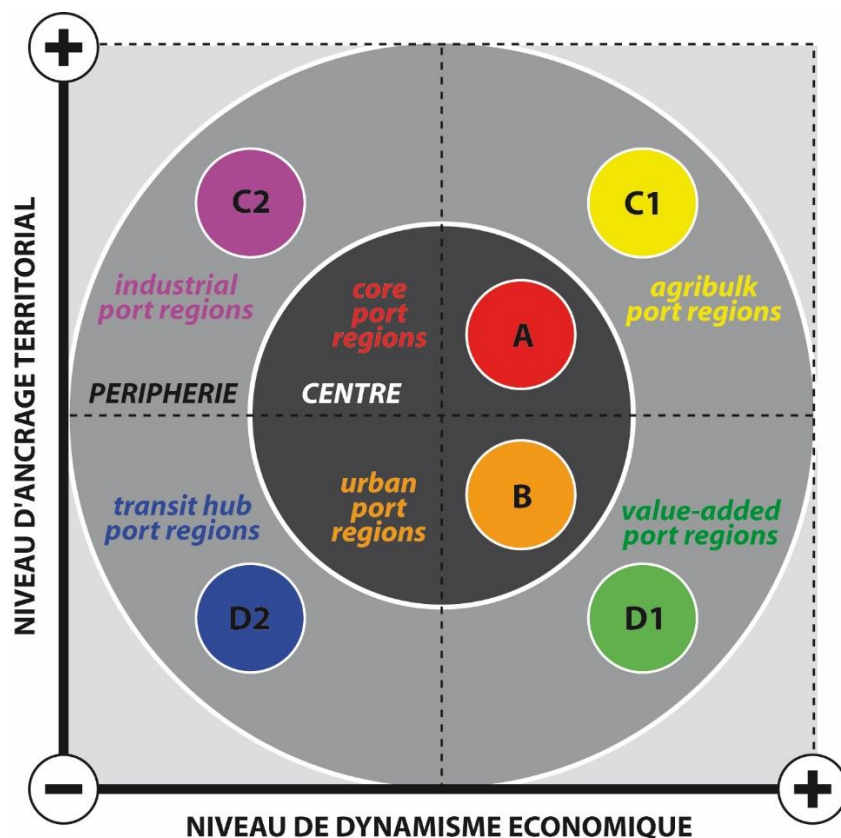 +
C2
C1
industrial
port regions
core
port
regions
A
agribulk
port regions
PERIPHERIE
CENTRE
NIVEAU D'ANCRAGE TERRITORIAL
transit hub
port regions
urban
port
regions
B
value-added
port regions
D2
D1
−
+
NIVEAU DE DYNAMISME ECONOMIQUE